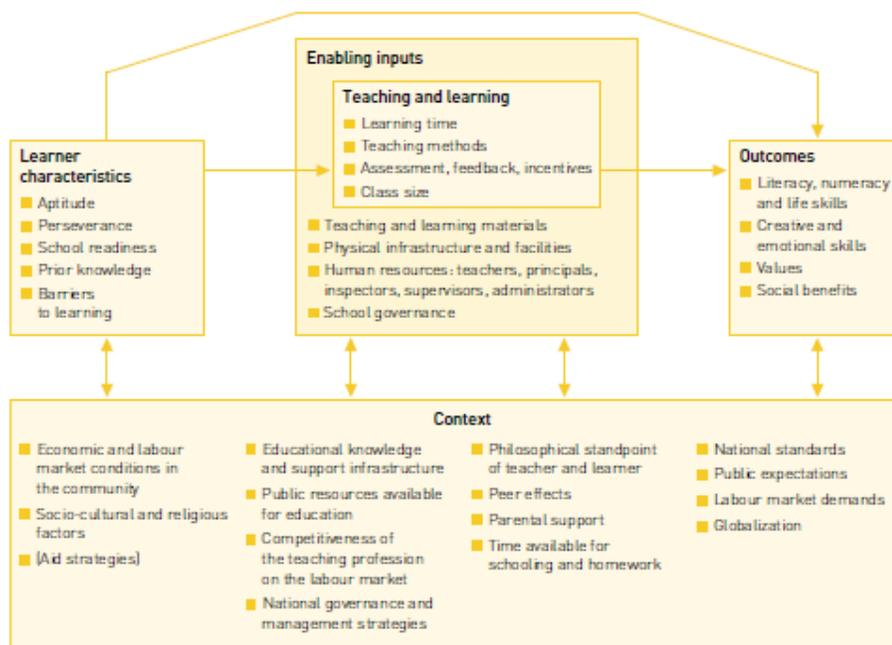 Enabling inputs
Teaching and learning
Learning time
Teaching methods
Assessment, feedback, incentives
Class size
Teaching and learning materials
Physical infrastructure and facilities
Human resources: teachers, principals,
inspectors, supervisors, administrators
School governance
Learner
characteristics
Aptitude
Perseverance
School readiness
Prior knowledge
Barriers
to learning
Outcomes
Literacy, numeracy
and life skills
Creative and
emotional skills
Values
Social benefits
Context
Economic and labour
market conditions in
the community
Socio-cultural and religious
factors
(Aid strategies)
Educational knowledge
and support infrastructure
Public resources available
for education
Competitiveness of
the teaching profession
on the labour market
National governance and
management strategies
Philosophical standpoint
of teacher and learner
Peer effects
Parental support
Time available for
schooling and homework
National standards
Public expectations
Labour market demands
Globalization